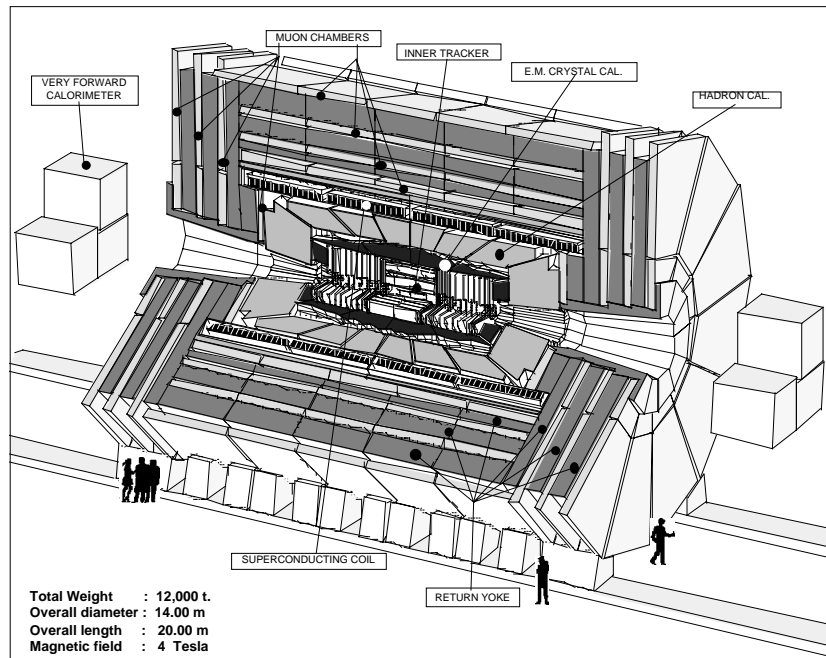 MUON CHAMBERS
INNER TRACKER
E.M. CRYSTAL CAL.
VERY FORWARD
CALORIMETER
HADRON CAL.
SUPERCONDUCTING COIL
RETURN YOKE
Total Weight : 12,000 t.
Overall diameter : 14.00 m
Overall length : 20.00 m
Magnetic field : 4 Tesla